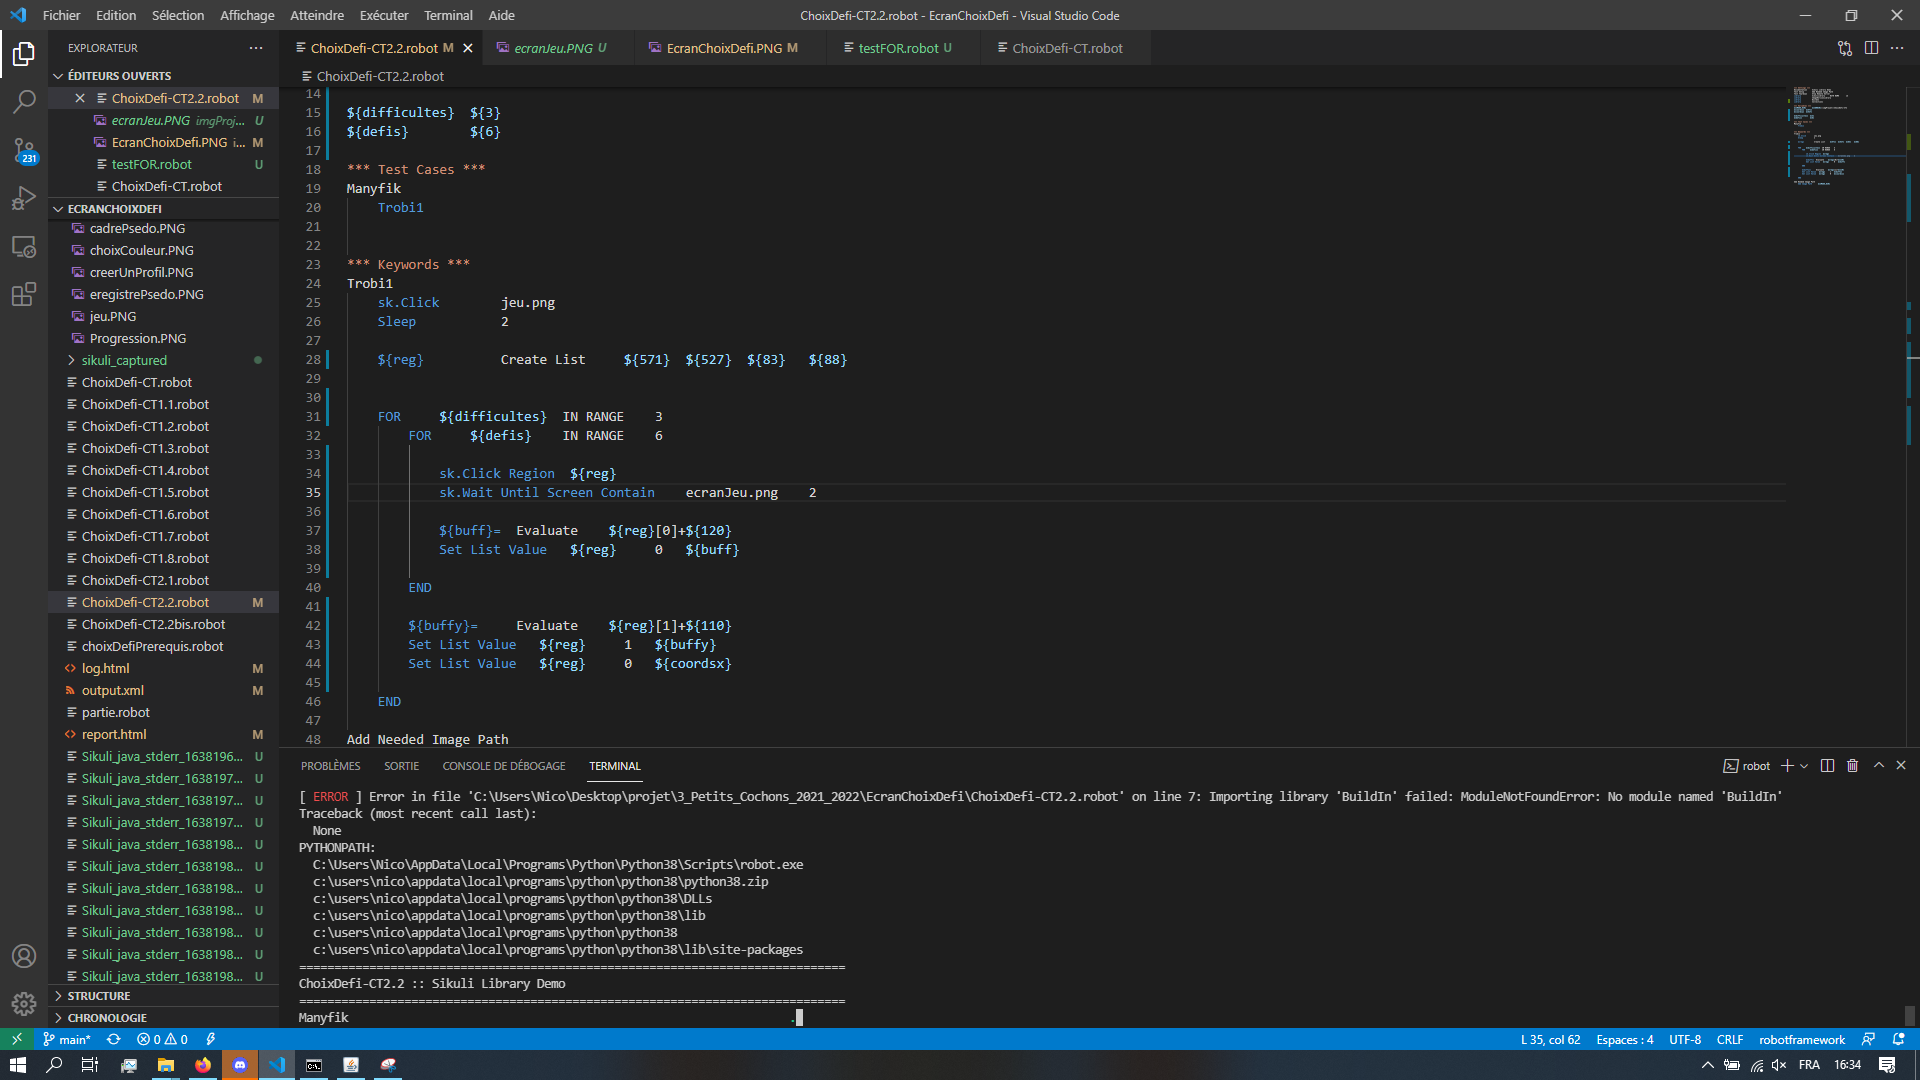 Fichier Edition Sélection Affichage Atteindre Exécuter Terminal Aide
ChoixDefi-CT2.2.robot - EcranChoixDefi - Visual Studio Code
EXPLORATEUR
ÉDITEURS OUVERTS
ChoixDefi-CT2.2.robot M
ecranJeu.PNG imgProj... U
EcranChoixDefi.PNG i... M
testFOR.robot U
ChoixDefi-CT.robot
231
ECRANCHOIXDEFI
cadrePsedo.PNG
choixCouleur.PNG
creerUnProfil.PNG
eregistrePsedo.PNG
jeu.PNG
Progression.PNG
sikuli_captured
ChoixDefi-CT.robot
ChoixDefi-CT1.1.robot
ChoixDefi-CT1.2.robot
ChoixDefi-CT1.3.robot
ChoixDefi-CT1.4.robot
ChoixDefi-CT1.5.robot
ChoixDefi-CT1.6.robot
ChoixDefi-CT1.7.robot
ChoixDefi-CT1.8.robot
ChoixDefi-CT2.1.robot
ChoixDefi-CT2.2.robot M
ChoixDefi-CT2.2bis.robot
choixDefiPrerequis.robot
log.html M
output.xml M
partie.robot
report.html M
Sikuli_java_stderr_1638196... U
Sikuli_java_stderr_1638197... U
Sikuli_java_stderr_1638197... U
Sikuli_java_stderr_1638197... U
Sikuli_java_stderr_1638198... U
Sikuli_java_stderr_1638198... U
Sikuli_java_stderr_1638198... U
Sikuli_java_stderr_1638198... U
Sikuli_java_stderr_1638198... U
Sikuli_java_stderr_1638198... U
Sikuli_java_stderr_1638198... U
STRUCTURE
CHRONOLOGIE
ChoixDefi-CT2.2.robot M ecranJeu.PNG U EcranChoixDefi.PNG M testFOR.robot U ChoixDefi-CT.robot
ChoixDefi-CT2.2.robot
14
15 ${difficultes} ${3}
16 ${defis} ${6}
17
18 *** Test Cases ***
19 Manyfik
20 Trobi1
21
22
23 *** Keywords ***
24 Trobi1
25 sk.Click jeu.png
26 Sleep 2
27
28 ${reg} Create List ${571} ${527} ${83} ${88}
29
30
31 FOR ${difficultes} IN RANGE 3
32 FOR ${defis} IN RANGE 6
33
34 sk.Click Region ${reg}
35 sk.Wait Until Screen Contain ecranJeu.png 2
36
37 ${buff}= Evaluate ${reg}[0]+${120}
38 Set List Value ${reg} 0 ${buff}
39
40 END
41
42 ${buffy}= Evaluate ${reg}[1]+${110}
43 Set List Value ${reg} 1 ${buffy}
44 Set List Value ${reg} 0 ${coordsx}
45
46 END
47
48 Add Needed Image Path
PROBLÈMES SORTIE CONSOLE DE DÉBOGAGE TERMINAL
robot
[ ERROR ] Error in file 'C:\Users\Nico\Desktop\projet\3_Petits_Cochons_2021_2022\EcranChoixDefi\ChoixDefi-CT2.2.robot' on line 7: Importing library 'BuildIn' failed: ModuleNotFoundError: No module named 'BuildIn'
Traceback (most recent call last):
None
PYTHONPATH:
C:\Users\Nico\AppData\Local\Programs\Python\Python38\Scripts\robot.exe
c:\users\nico\appdata\local\programs\python\python38\python38.zip
c:\users\nico\appdata\local\programs\python\python38\DLLs
c:\users\nico\appdata\local\programs\python\python38\lib
c:\users\nico\appdata\local\programs\python\python38
c:\users\nico\appdata\local\programs\python\python38\lib\site-packages
==============================================================================
ChoixDefi-CT2.2 :: Sikuli Library Demo
==============================================================================
Manyfik .
main* 0 0
L 35, col 62 Espaces : 4 UTF-8 CRLF robotframework
FRA 16:34